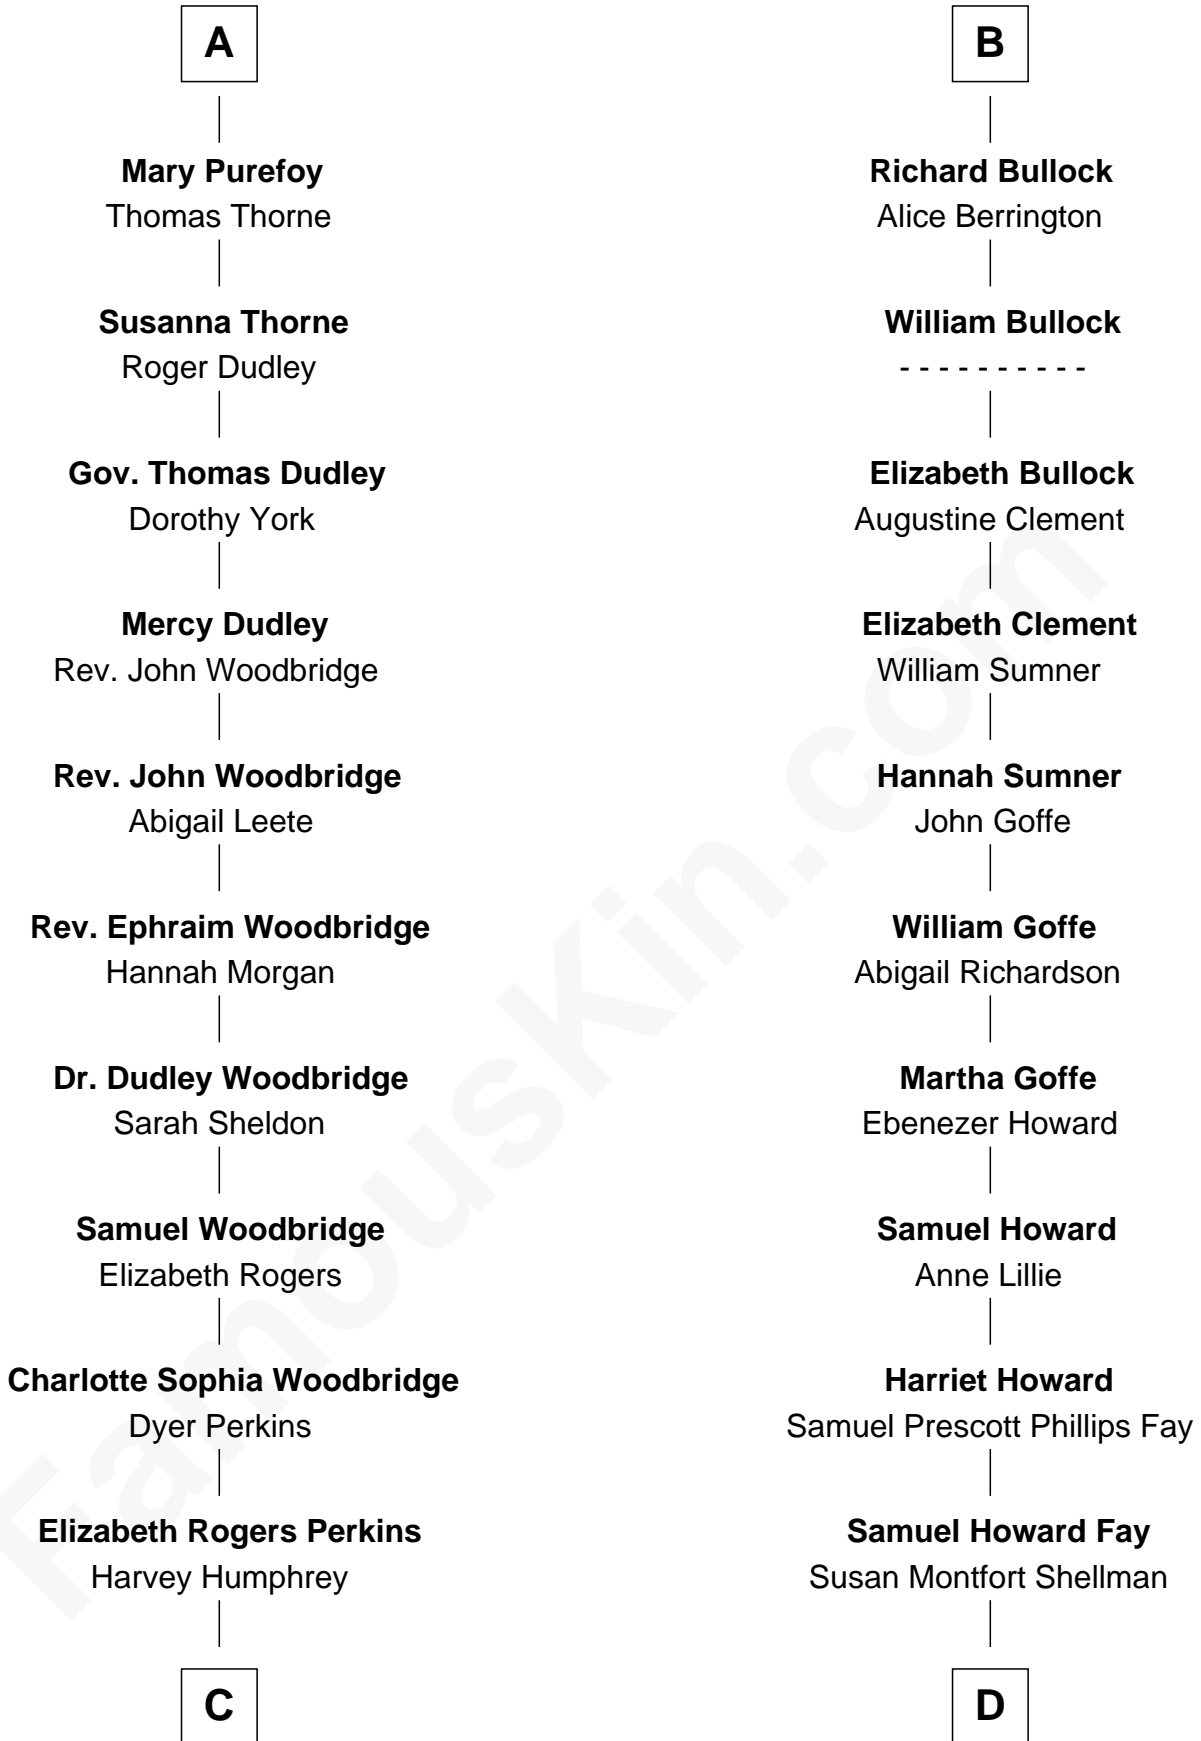 A
Mary Purefoy
Thomas Thorne
Susanna Thorne
Roger Dudley
Gov. Thomas Dudley
Dorothy York
Mercy Dudley
Rev. John Woodbridge
Rev. John Woodbridge
Abigail Leete
Rev. Ephraim Woodbridge
Hannah Morgan
Dr. Dudley Woodbridge
Sarah Sheldon
Samuel Woodbridge
Elizabeth Rogers
Charlotte Sophia Woodbridge
Dyer Perkins
Elizabeth Rogers Perkins
Harvey Humphrey
C
B
Richard Bullock
Alice Berrington
William Bullock
- - - - - - - - - -
Elizabeth Bullock
Augustine Clement
Elizabeth Clement
William Sumner
Hannah Sumner
John Goffe
William Goffe
Abigail Richardson
Martha Goffe
Ebenezer Howard
Samuel Howard
Anne Lillie
Harriet Howard
Samuel Prescott Phillips Fay
Samuel Howard Fay
Susan Montfort Shellman
D
FamousKin.com